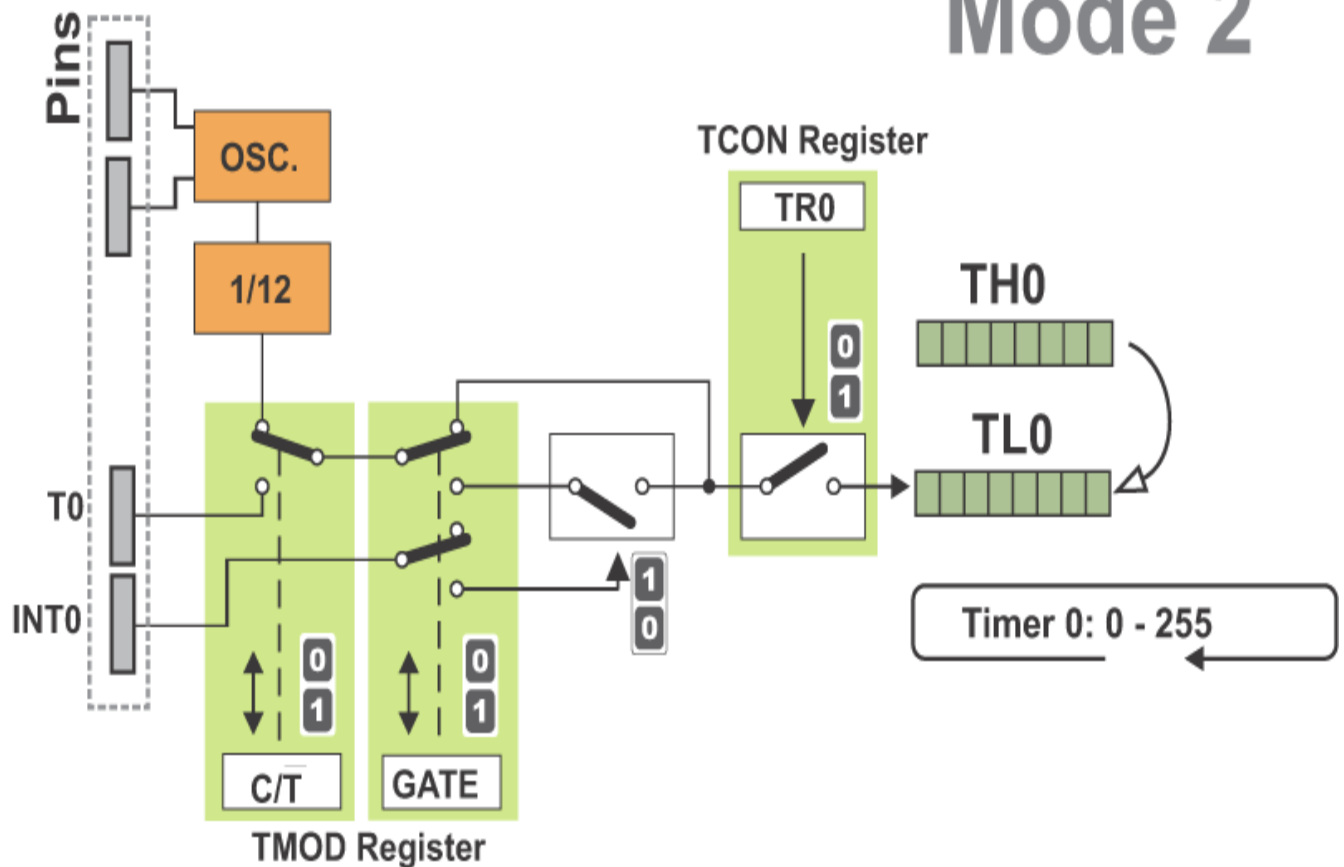 Mode 2
Pins
OSC.
TCON Register
TR0
1/12
TH0
0
1
TL0
T0
1
0
INT0
Timer 0: 0 - 255
0
1
0
1
C/T̅
GATE
TMOD Register